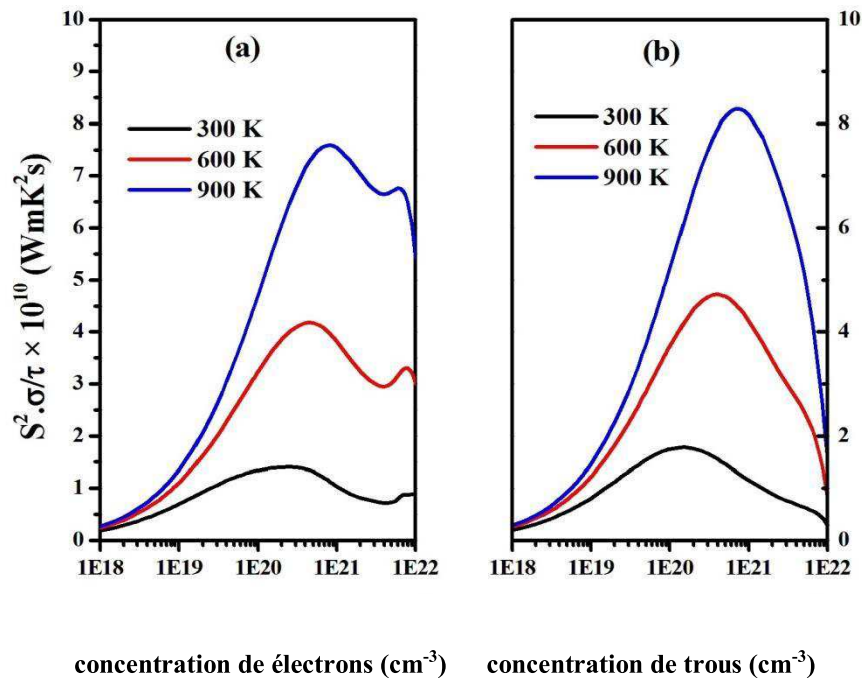 S².σ/τ × 10¹⁰ (WmK²s)
10
9
8
7
6
5
4
3
2
1
0
(a)
300 K
600 K
900 K
1E18
1E19
1E20
1E21
1E22
(b)
300 K
600 K
900 K
10
8
6
4
2
0
1E18
1E19
1E20
1E21
1E22
concentration de électrons (cm⁻³)
concentration de trous (cm⁻³)